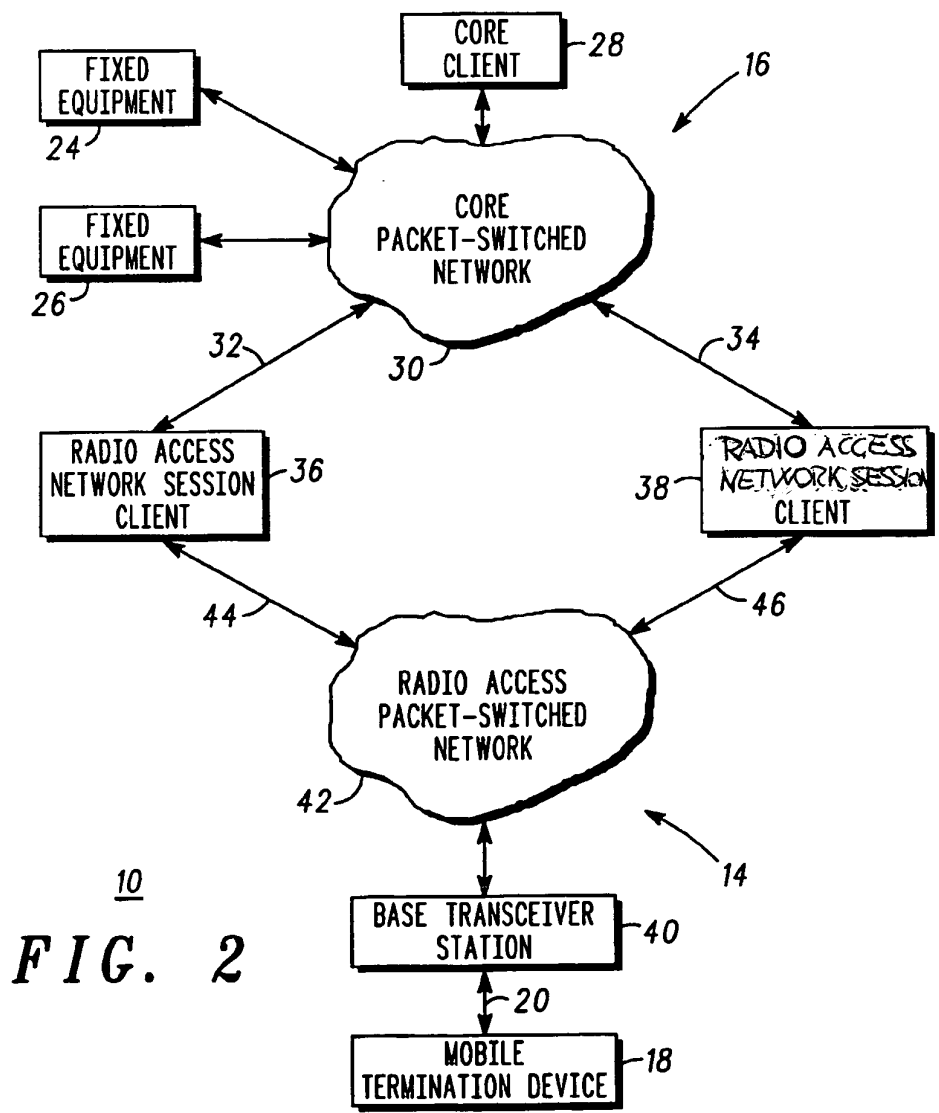 CORE
CLIENT
28
16
FIXED
EQUIPMENT
24
CORE
PACKET-SWITCHED
NETWORK
30
FIXED
EQUIPMENT
26
32
34
RADIO ACCESS
NETWORK SESSION
CLIENT
36
38
RADIO ACCESS
NETWORK SESSION
CLIENT
44
46
RADIO ACCESS
PACKET-SWITCHED
NETWORK
42
14
10
FIG. 2
BASE TRANSCEIVER
STATION
40
20
MOBILE
TERMINATION DEVICE
18